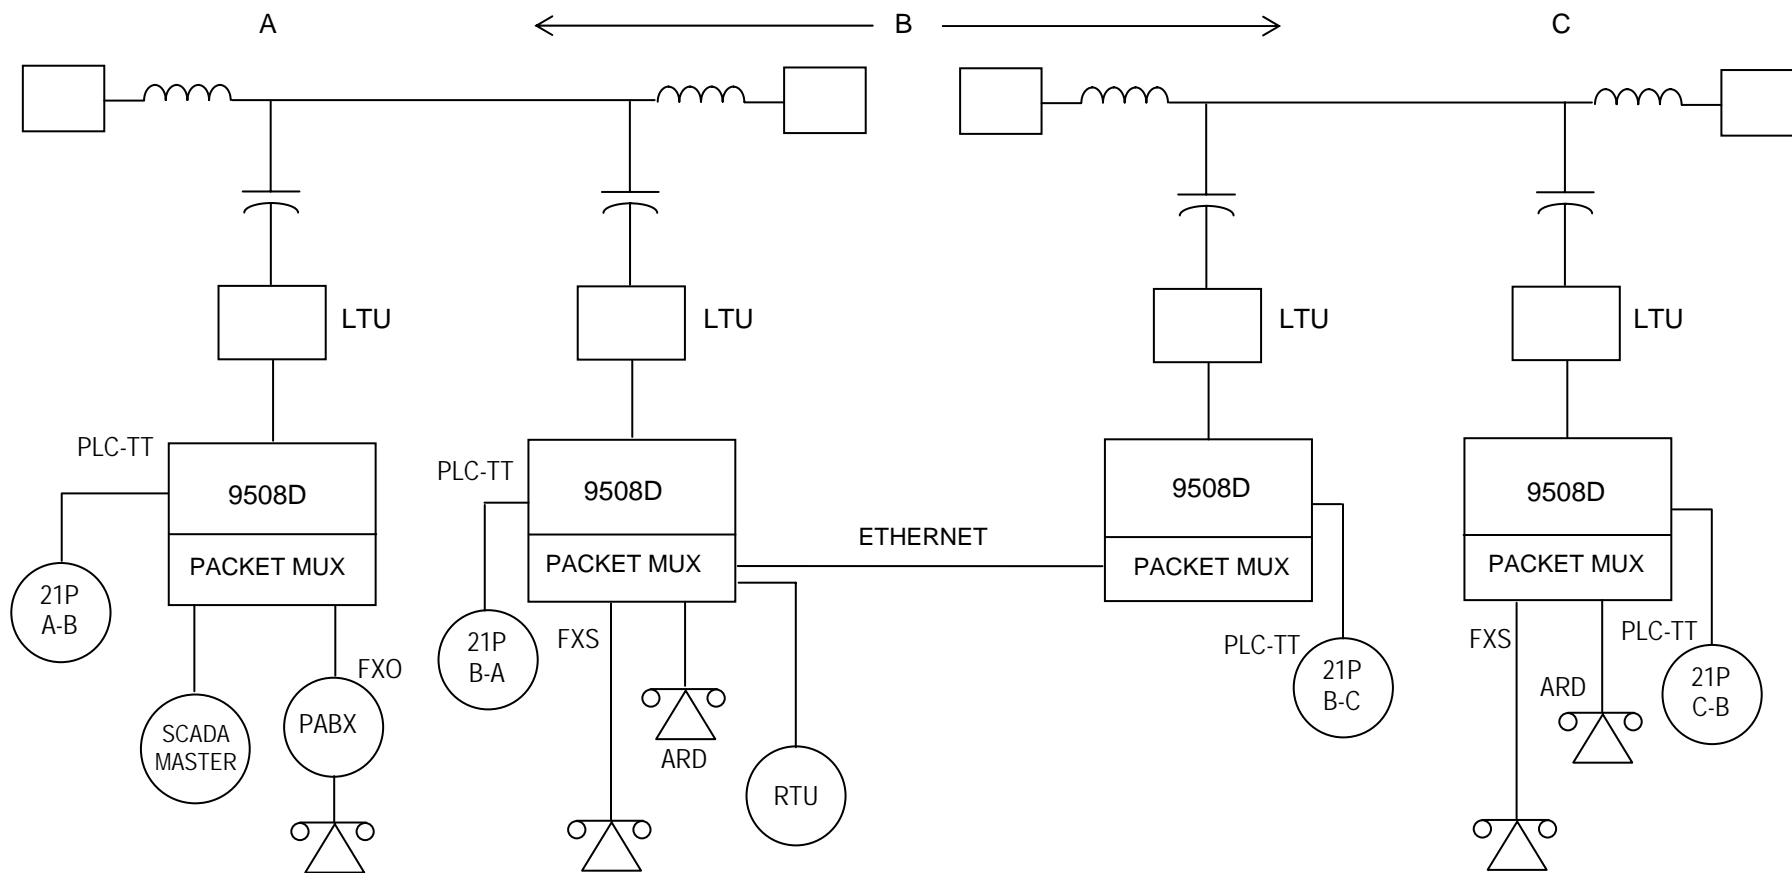 A
B
C
LTU
LTU
LTU
LTU
PLC-TT
9508D
PACKET MUX
21P
A-B
SCADA
MASTER
FXO
PABX
PLC-TT
9508D
PACKET MUX
21P
B-A
FXS
ARD
RTU
ETHERNET
9508D
PACKET MUX
PLC-TT
21P
B-C
9508D
PACKET MUX
FXS
ARD
PLC-TT
21P
C-B